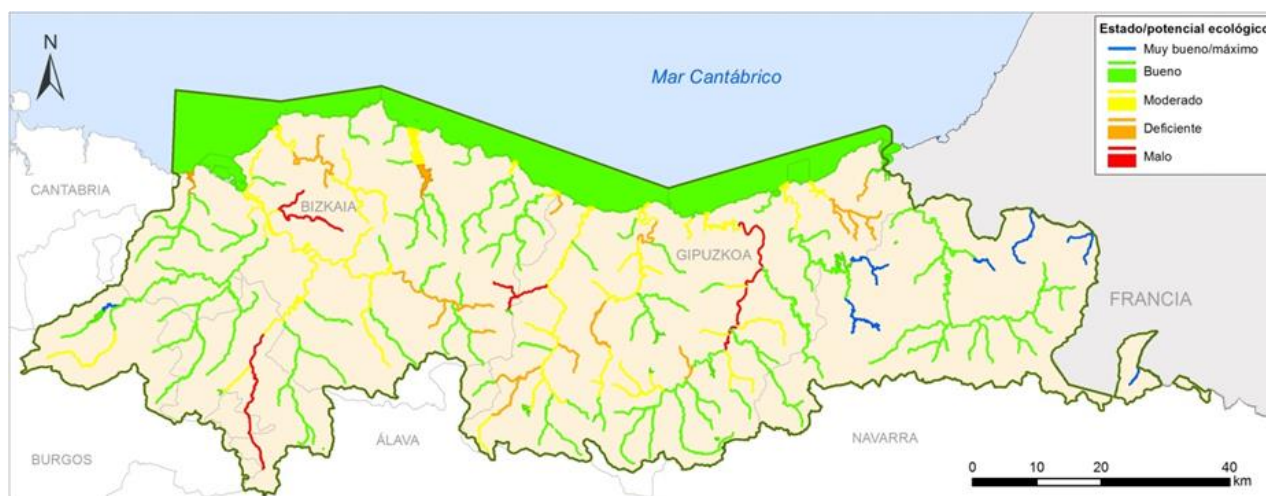 N
Mar Cantábrico
Estado/potencial ecológico
Muy bueno/máximo
Bueno
Moderado
Deficiente
Malo
CANTABRIA
BIZKAIA
GIPUZKOA
FRANCIA
ÁLAVA
NAVARRA
BURGOS
0 10 20 40
km